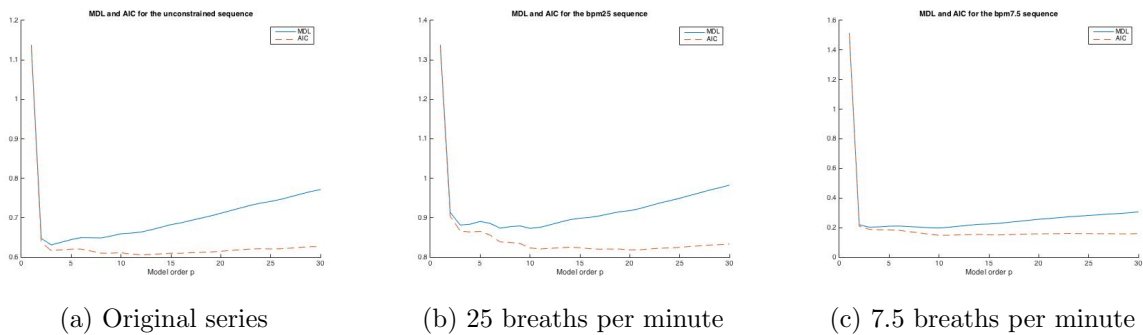 MDL and AIC for the unconstrained sequence
1.2
1.1
1
0.9
0.8
0.7
0.6
0
5
10
15
20
25
30
Model order p
MDL
AIC
(a) Original series
MDL and AIC for the bpm25 sequence
1.4
1.3
1.2
1.1
1
0.9
0.8
0
5
10
15
20
25
30
Model order p
MDL
AIC
(b) 25 breaths per minute
MDL and AIC for the bpm7.5 sequence
1.6
1.4
1.2
1
0.8
0.6
0.4
0.2
0
0
5
10
15
20
25
30
Model order p
MDL
AIC
(c) 7.5 breaths per minute